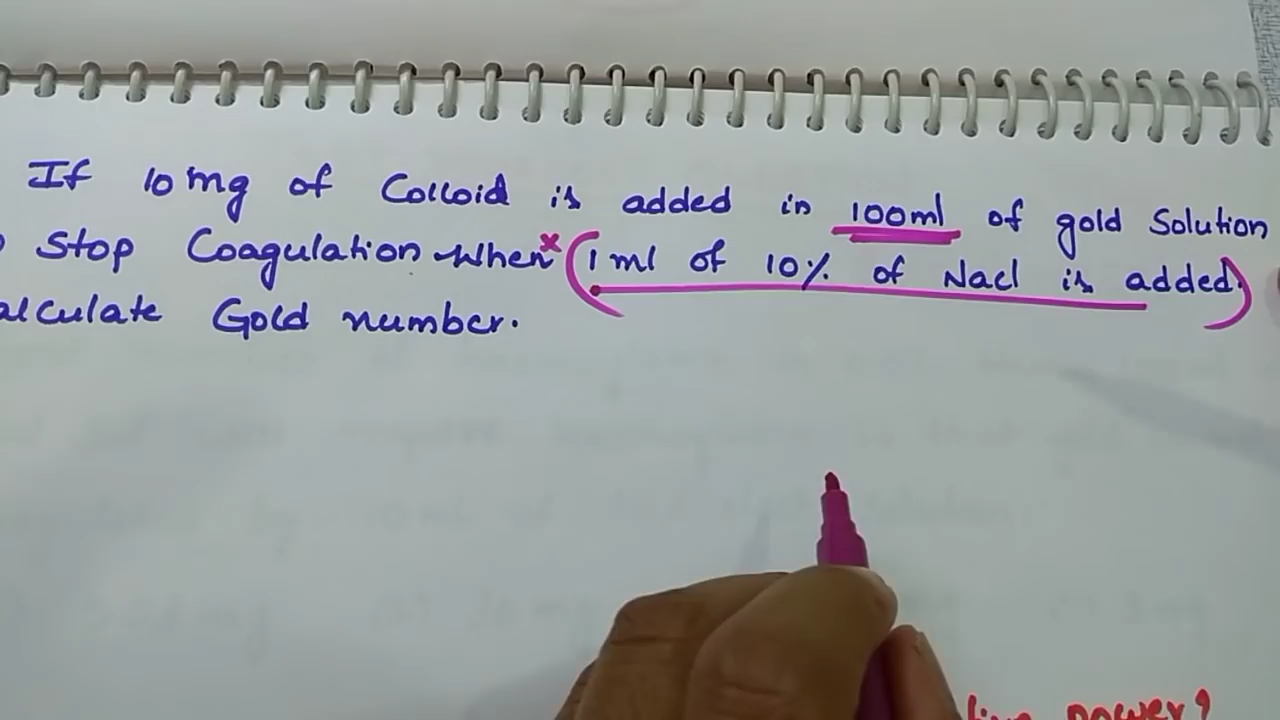 If 10mg of Colloid is added in 100ml of gold Solution
Stop Coagulation when (1ml of 10% of Nacl is added.)
alculate Gold number.
power?